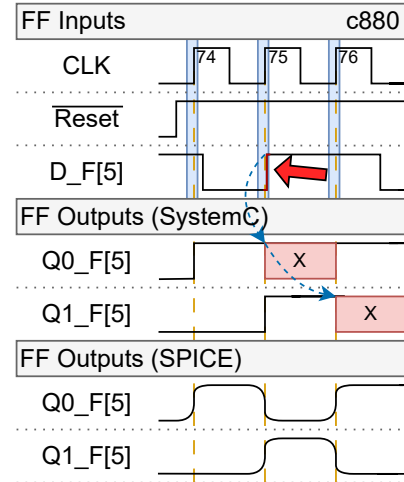 FF Inputs c880
CLK 74 75 76
Reset
D_F[5]
FF Outputs (SystemC)
Q0_F[5] X
Q1_F[5] X
FF Outputs (SPICE)
Q0_F[5]
Q1_F[5]